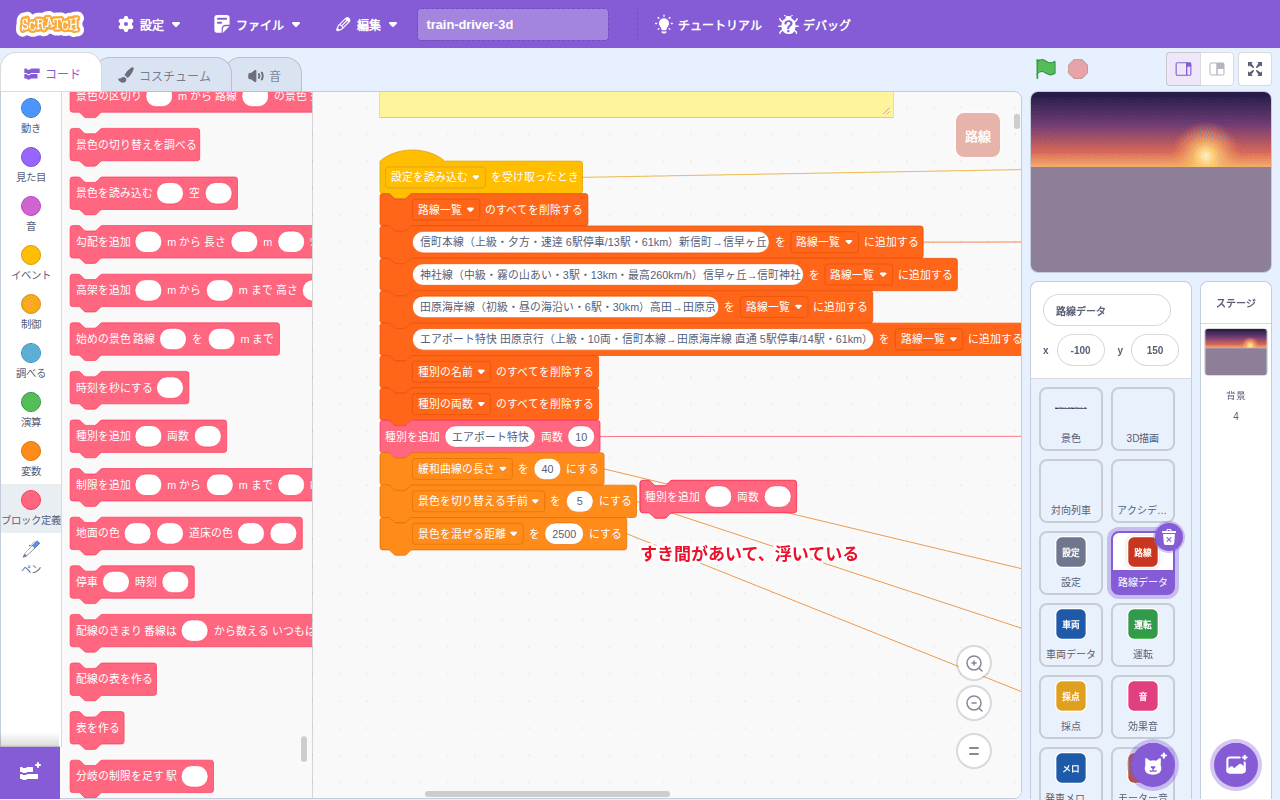 SCRATCH
設定
ファイル
編集
train-driver-3d
チュートリアル
デバッグ
コード
コスチューム
音
動き
見た目
音
イベント
制御
調べる
演算
変数
ブロック定義
ペン
景色の区切り m から 路線 の景色
景色の切り替えを調べる
景色を読み込む 空
勾配を追加 m から 長さ m
高架を追加 m から m まで 高さ
始めの景色 路線 を m まで
時刻を秒にする
種別を追加 両数
制限を追加 m から m まで
地面の色 道床の色
停車 時刻
配線のきまり 番線は から数える いつもは
配線の表を作る
表を作る
分岐の制限を足す 駅
設定を読み込む を受け取ったとき
路線一覧 のすべてを削除する
信町本線（上級・夕方・速達 6駅停車/13駅・61km）新信町→信早ヶ丘 を 路線一覧 に追加する
神社線（中級・霧の山あい・3駅・13km・最高260km/h）信早ヶ丘→信町神社 を 路線一覧 に追加する
田原海岸線（初級・昼の海沿い・6駅・30km）高田→田原京 を 路線一覧 に追加する
エアポート特快 田原京行（上級・10両・信町本線→田原海岸線 直通 5駅停車/14駅・61km） を 路線一覧 に追加する
種別の名前 のすべてを削除する
種別の両数 のすべてを削除する
種別を追加 エアポート特快 両数 10
緩和曲線の長さ を 40 にする
景色を切り替える手前 を 5 にする
景色を混ぜる距離 を 2500 にする
種別を追加 両数
すき間があいて、浮いている
路線
路線データ
x -100 y 150
景色
3D描画
対向列車
アクシデ...
設定
設定
路線
路線データ
車両
車両データ
運転
運転
採点
採点
音
効果音
メロ
発車メロ
モーター音
ステージ
背景
4